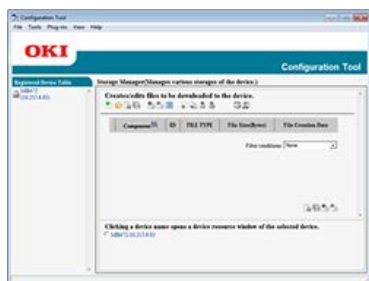 Configuration Tool
File Tools Plug-ins View Help
OKI
Configuration Tool
Registered Device Table
Storage Manager(Manages various storages of the device.)
Creates/edits files to be downloaded to the device.
Component ID FILE TYPE File Size(Bytes) File Creation Date
Filter conditions None
Clicking a device name opens a device resource window of the selected device.